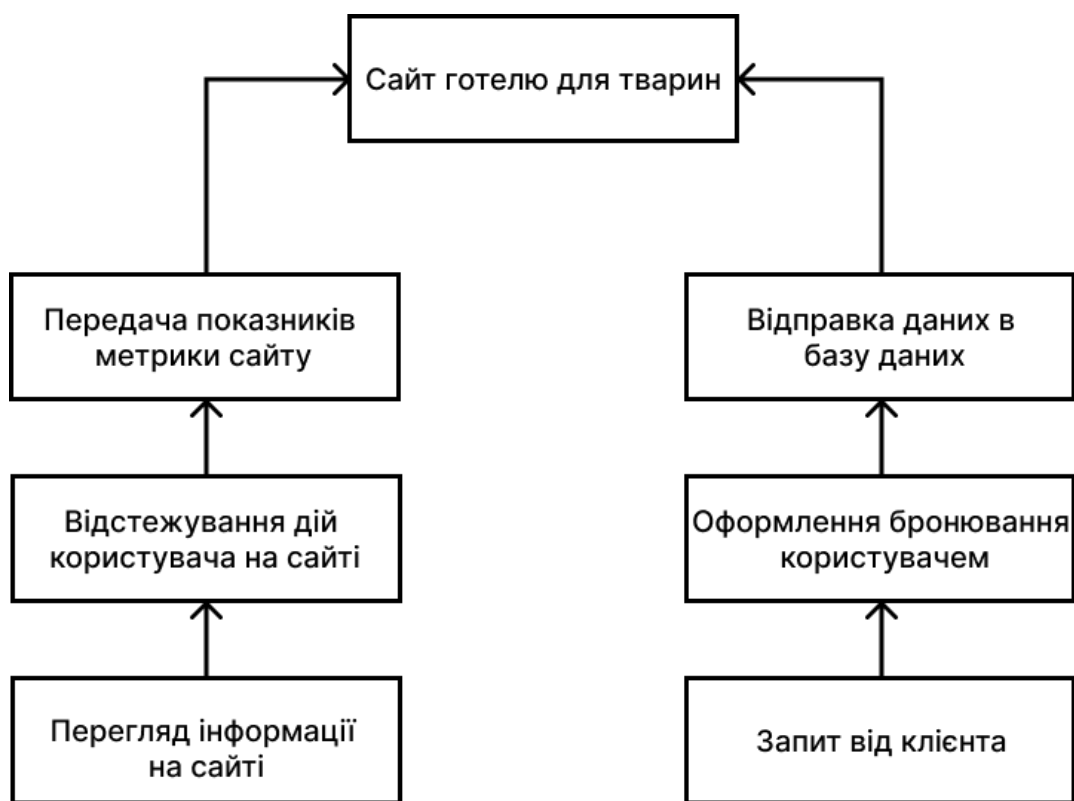 Сайт готелю для тварин
Передача показників
метрики сайту
Відправка даних в
базу даних
Відстежування дій
користувача на сайті
Оформлення бронювання
користувачем
Перегляд інформації
на сайті
Запит від клієнта